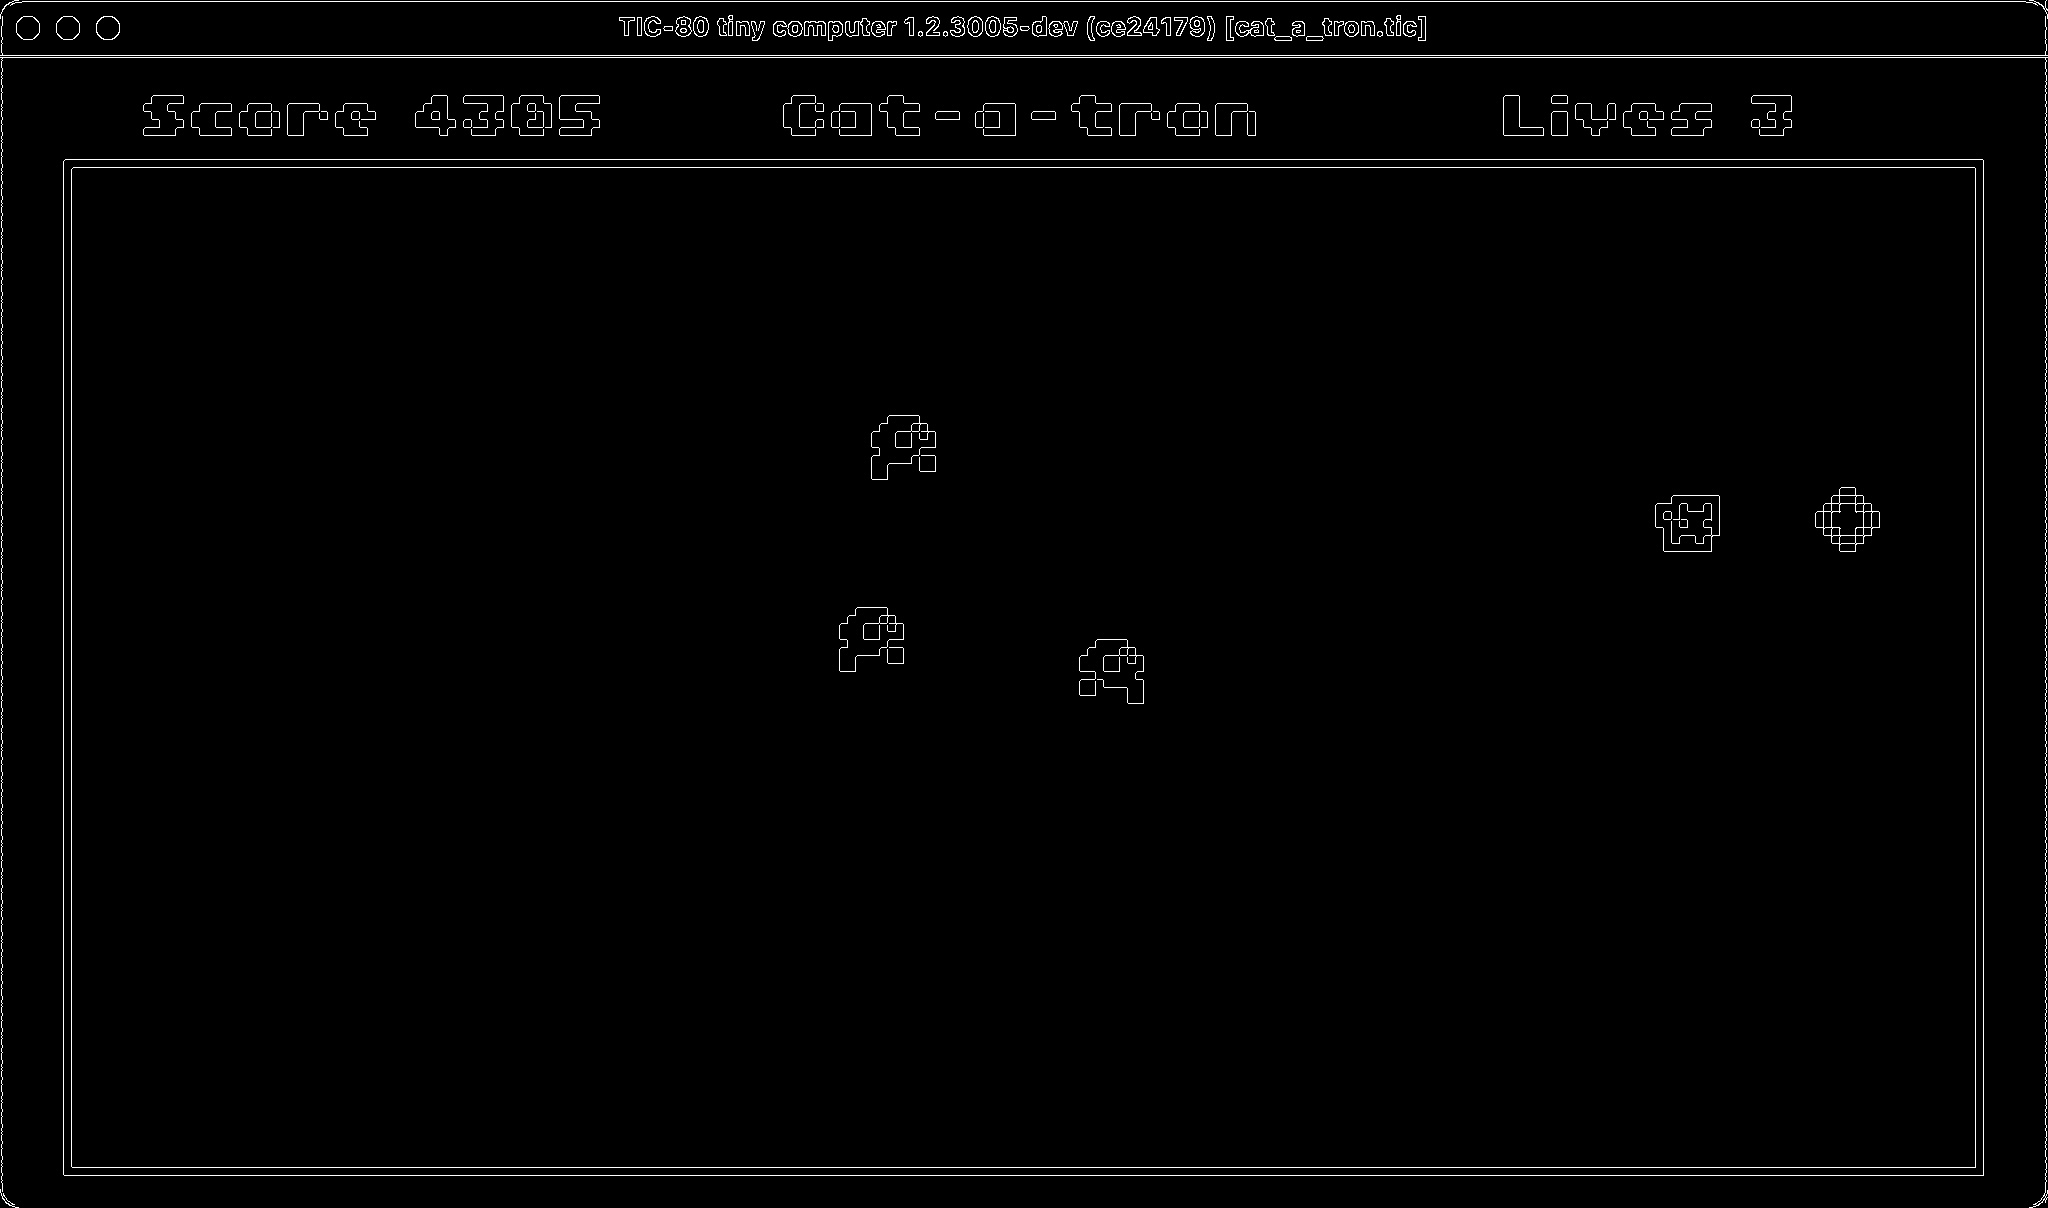 TIC-80 tiny computer 1.2.3005-dev (ce24179) [cat_a_tron.tic]
Score 4305 Cat-a-tron Lives 3